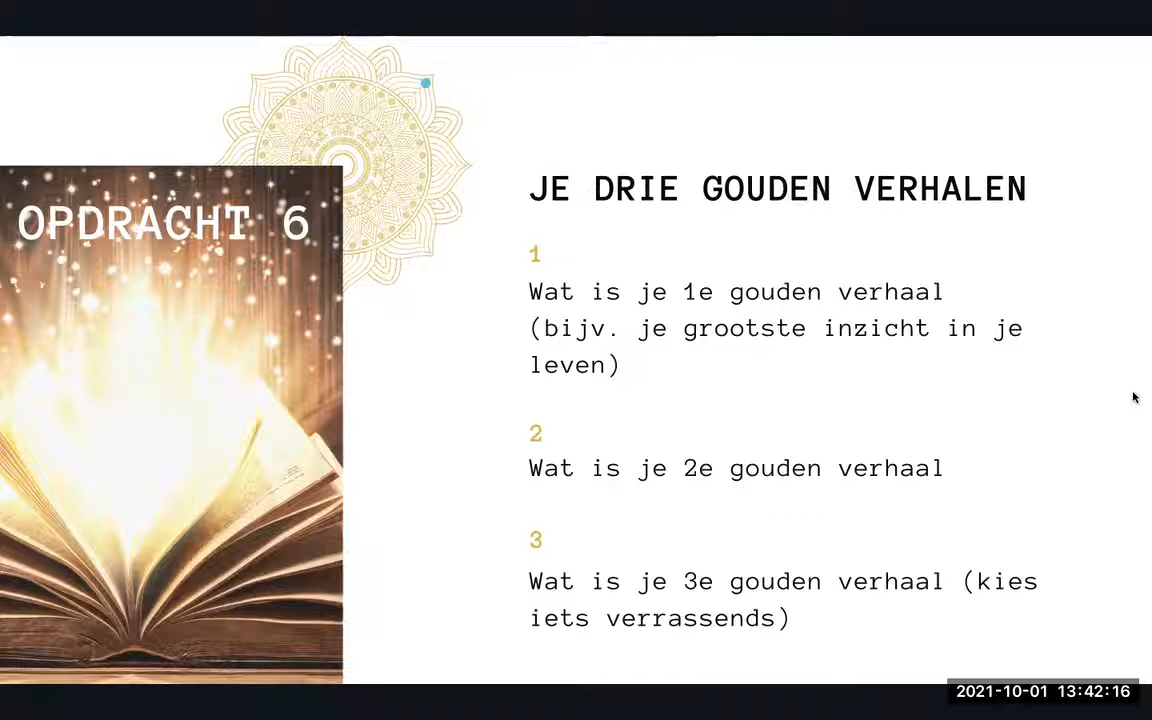 OPDRACHT 6
JE DRIE GOUDEN VERHALEN
1
Wat is je 1e gouden verhaal
(bijv. je grootste inzicht in je
leven)
2
Wat is je 2e gouden verhaal
3
Wat is je 3e gouden verhaal (kies
iets verrassends)
2021-10-01 13:42:16